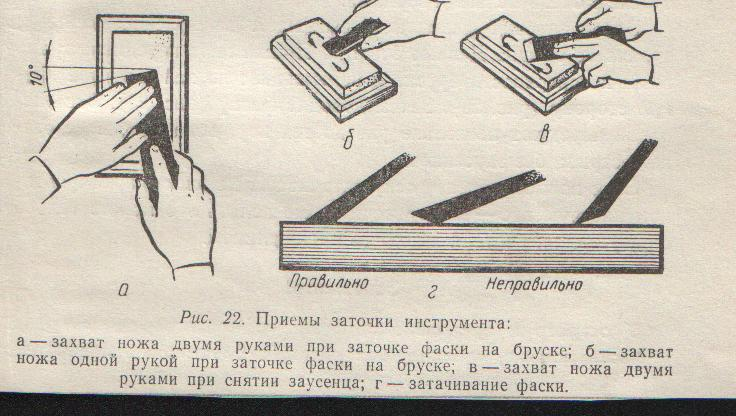 10°
а
б
в
Правильно
г
Неправильно
Рис. 22. Приемы заточки инструмента:
а — захват ножа двумя руками при заточке фаски на бруске; б — захват
ножа одной рукой при заточке фаски на бруске; в — захват ножа двумя
руками при снятии заусенца; г — затачивание фаски.